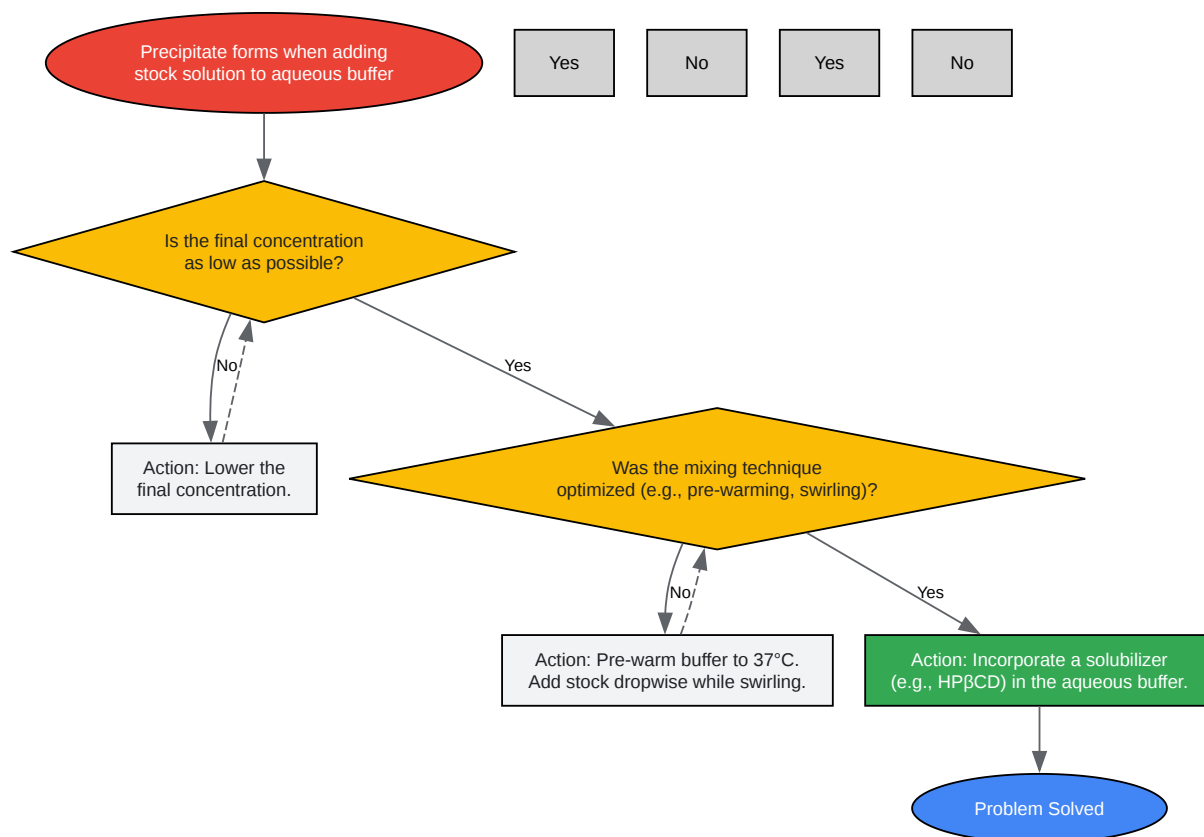 Precipitate forms when adding
stock solution to aqueous buffer
Yes
No
Yes
No
Is the final concentration
as low as possible?
No
Yes
Action: Lower the
final concentration.
Was the mixing technique
optimized (e.g., pre-warming, swirling)?
No
Yes
Action: Pre-warm buffer to 37°C.
Add stock dropwise while swirling.
Action: Incorporate a solubilizer
(e.g., HPβCD) in the aqueous buffer.
Problem Solved